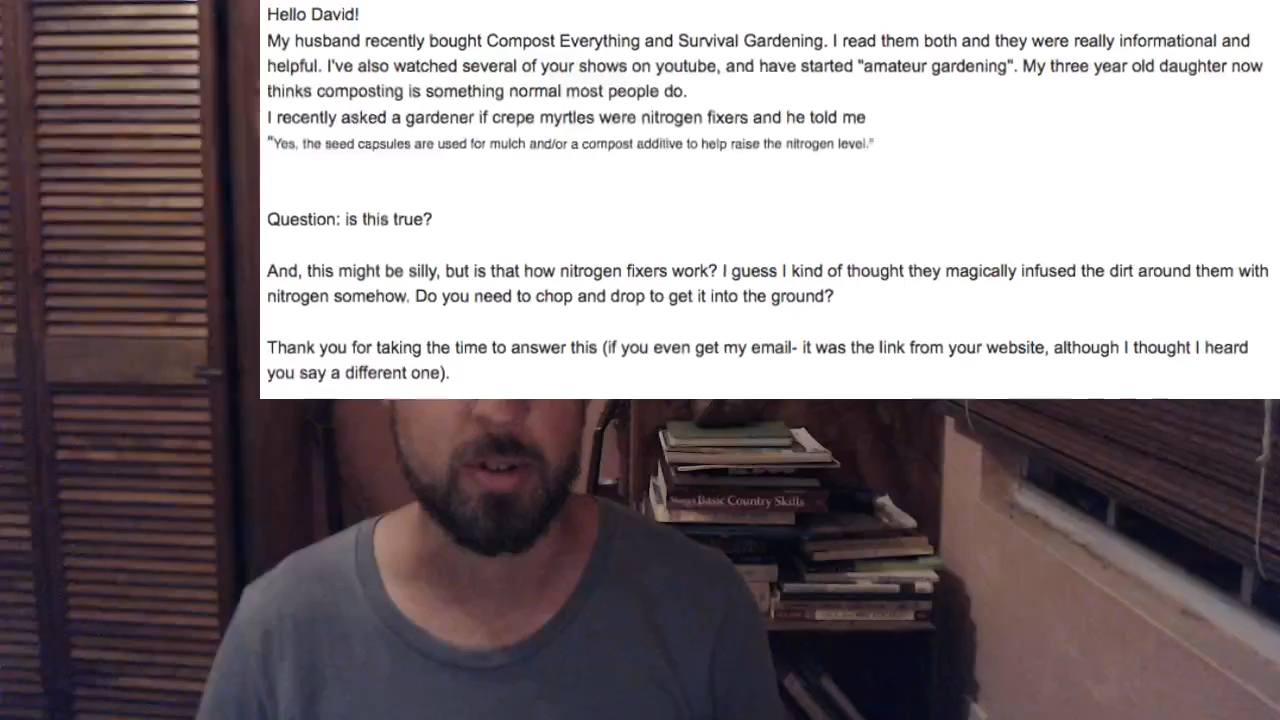 Hello David!
My husband recently bought Compost Everything and Survival Gardening. I read them both and they were really informational and
helpful. I've also watched several of your shows on youtube, and have started "amateur gardening". My three year old daughter now
thinks composting is something normal most people do.
I recently asked a gardener if crepe myrtles were nitrogen fixers and he told me
"Yes, the seed capsules are used for mulch and/or a compost additive to help raise the nitrogen level."
Question: is this true?
And, this might be silly, but is that how nitrogen fixers work? I guess I kind of thought they magically infused the dirt around them with
nitrogen somehow. Do you need to chop and drop to get it into the ground?
Thank you for taking the time to answer this (if you even get my email- it was the link from your website, although I thought I heard
you say a different one).
Basic Country Skills